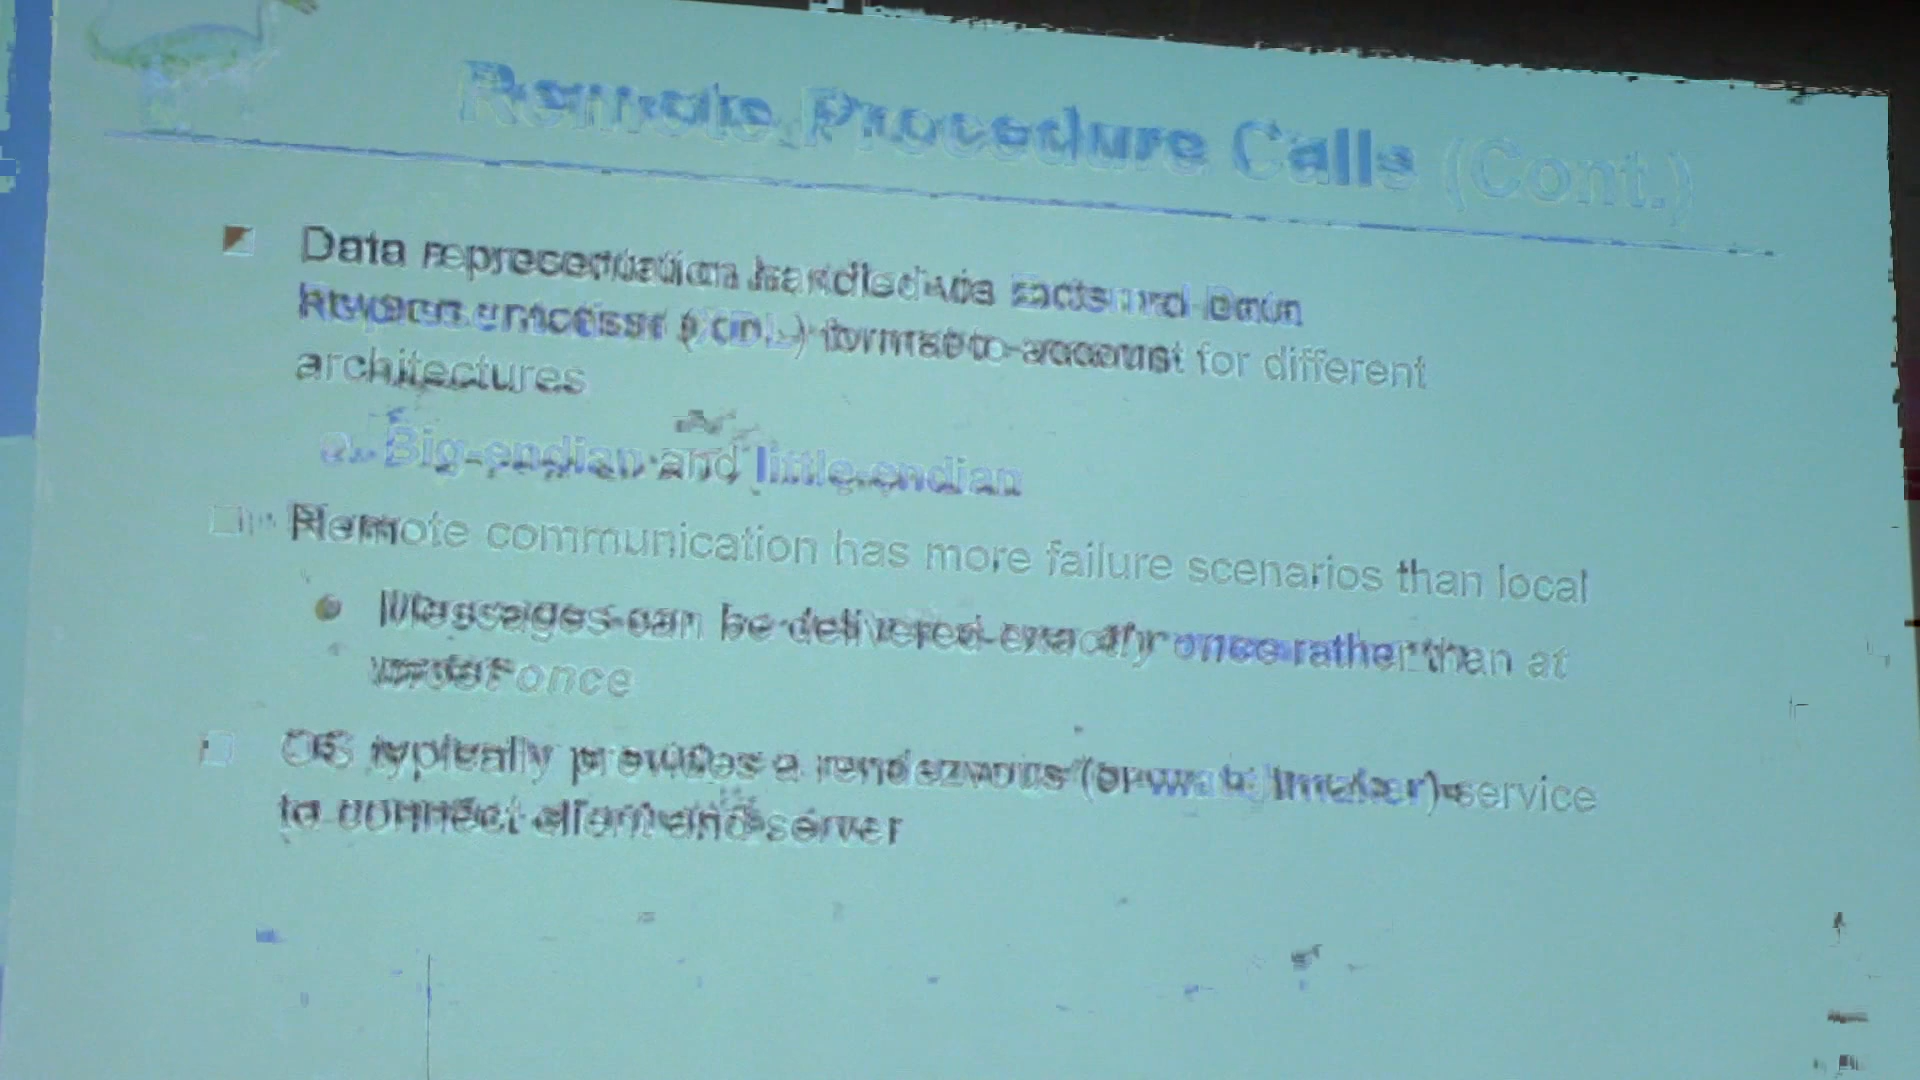 Remote Procedure Calls (Cont.)
Data representation handled via External Data
(XDL) format to account for different
architectures
Big-endian and little-endian
Remote communication has more failure scenarios than local
Messages can be delivered exactly once rather than at
most once
OS typically provides a rendezvous (or matchmaker) service
to connect client and server